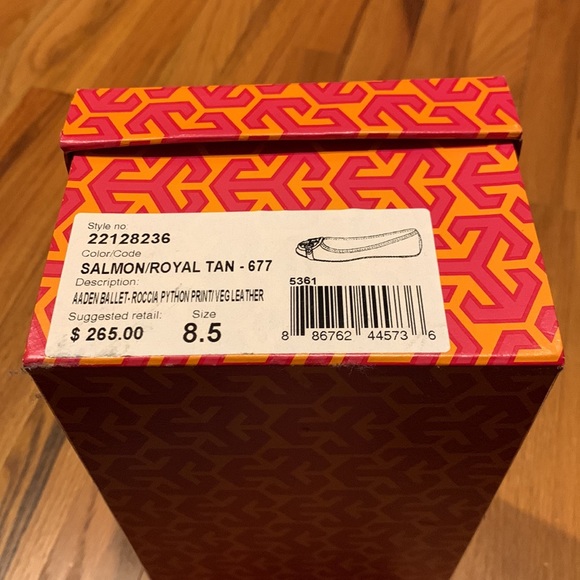 Style no.
22128236
Color/Code
SALMON/ROYAL TAN - 677
Description:
AADEN BALLET- ROCCIA PYTHON PRINT/ VEG LEATHER
Suggested retail: Size
$ 265.00 8.5
5361
8 86762 44573 6